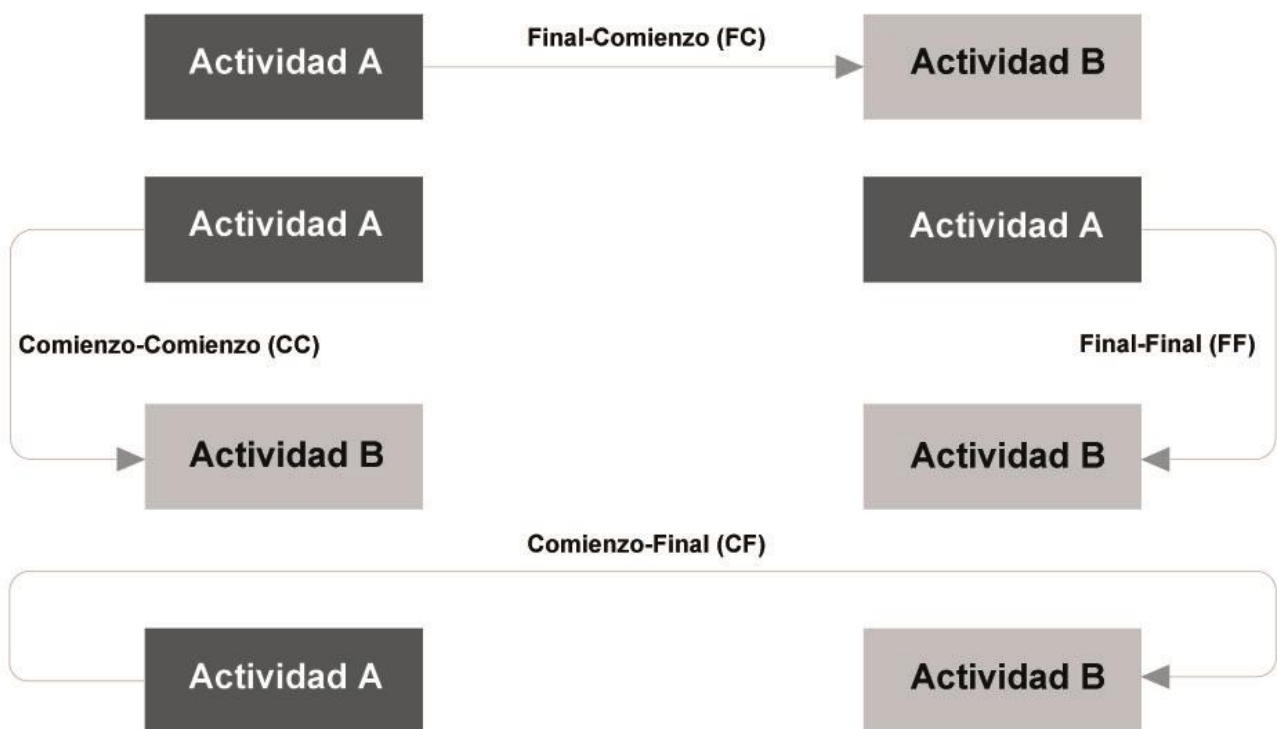 Actividad A
Final-Comienzo (FC)
Actividad B
Actividad A
Actividad A
Comienzo-Comienzo (CC)
Final-Final (FF)
Actividad B
Actividad B
Comienzo-Final (CF)
Actividad A
Actividad B